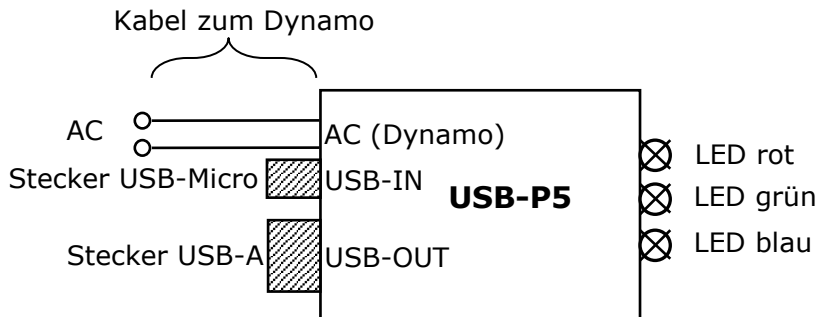 Kabel zum Dynamo
AC
AC (Dynamo)
LED rot
Stecker USB-Micro
USB-IN
USB-P5
LED grün
Stecker USB-A
USB-OUT
LED blau